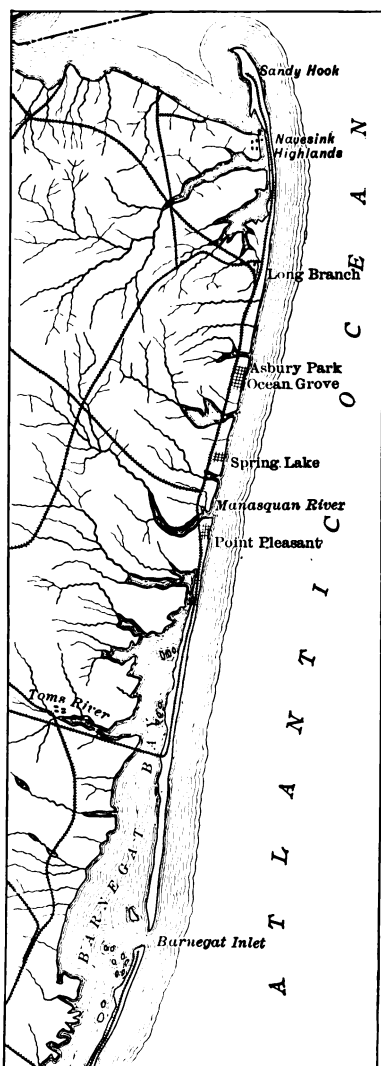 Sandy Hook
Navesink
Highlands
Long Branch
Asbury Park
Ocean Grove
Spring Lake
Manasquan River
Point Pleasant
Toms River
BARNEGAT BAY
Barnegat Inlet
ATLANTIC OCEAN